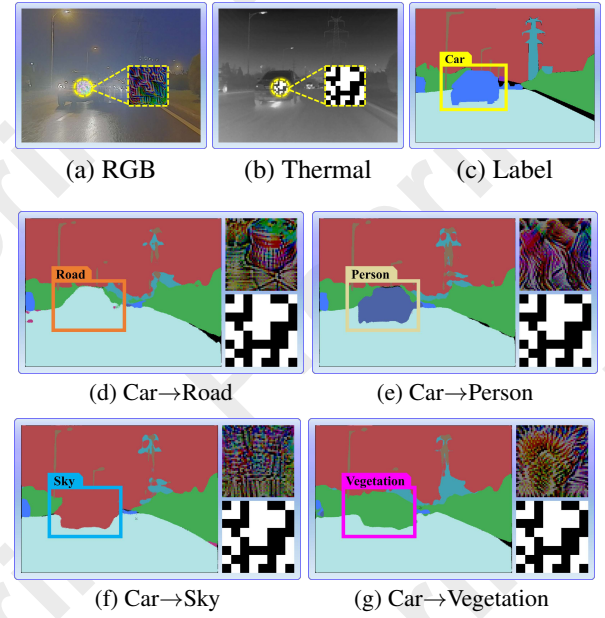 Car
(a) RGB
(b) Thermal
(c) Label
Road
Person
(d) Car→Road
(e) Car→Person
Sky
Vegetation
(f) Car→Sky
(g) Car→Vegetation